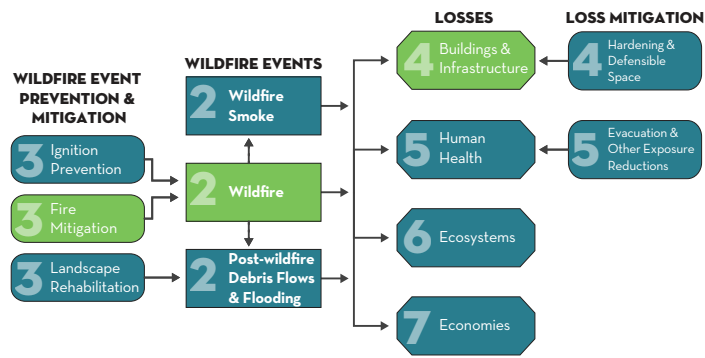 WILDFIRE EVENT
PREVENTION &
MITIGATION
3 Ignition
Prevention
3 Fire
Mitigation
3 Landscape
Rehabilitation
WILDFIRE EVENTS
2 Wildfire
Smoke
2 Wildfire
2 Post-wildfire
Debris Flows
& Flooding
LOSSES
4 Buildings &
Infrastructure
5 Human
Health
6 Ecosystems
7 Economies
LOSS MITIGATION
4 Hardening &
Defensible
Space
5 Evacuation &
Other Exposure
Reductions